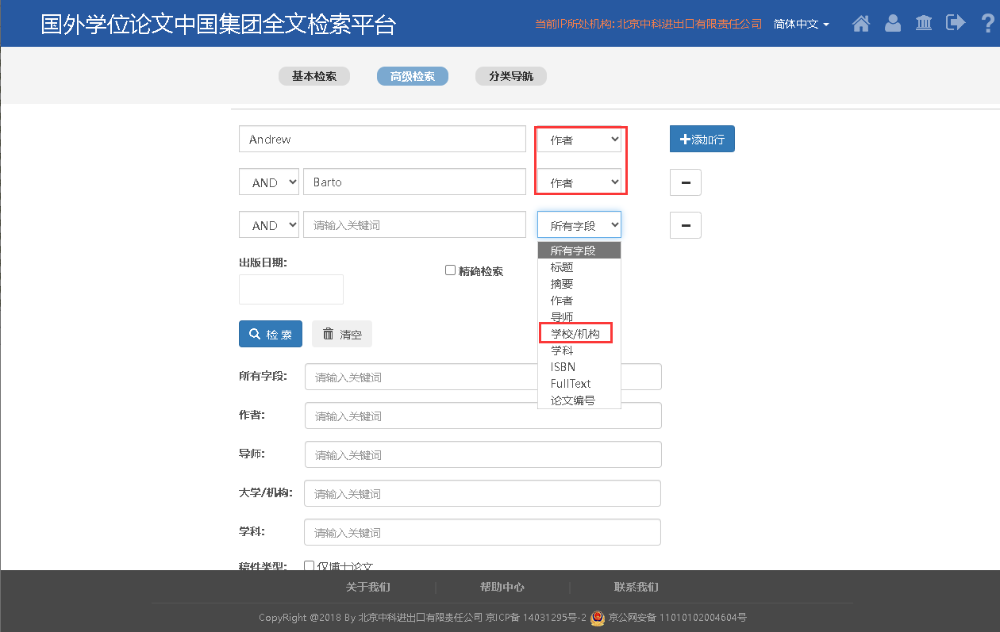 国外学位论文中国集团全文检索平台
当前IP所处机构: 北京中科进出口有限责任公司 简体中文
基本检索 高级检索 分类导航
Andrew 作者 添加行
AND Barto 作者
AND 请输入关键词 所有字段
所有字段
标题
摘要
作者
导师
学校/机构
学科
ISBN
FullText
论文编号
出版日期:
精确检索
检 索 清空
所有字段: 请输入关键词
作者: 请输入关键词
导师: 请输入关键词
大学/机构: 请输入关键词
学科: 请输入关键词
稿件类型: 仅博士论文
关于我们 帮助中心 联系我们
CopyRight @2018 By 北京中科进出口有限责任公司 京ICP备 14031295号-2 京公网安备 11010102004604号